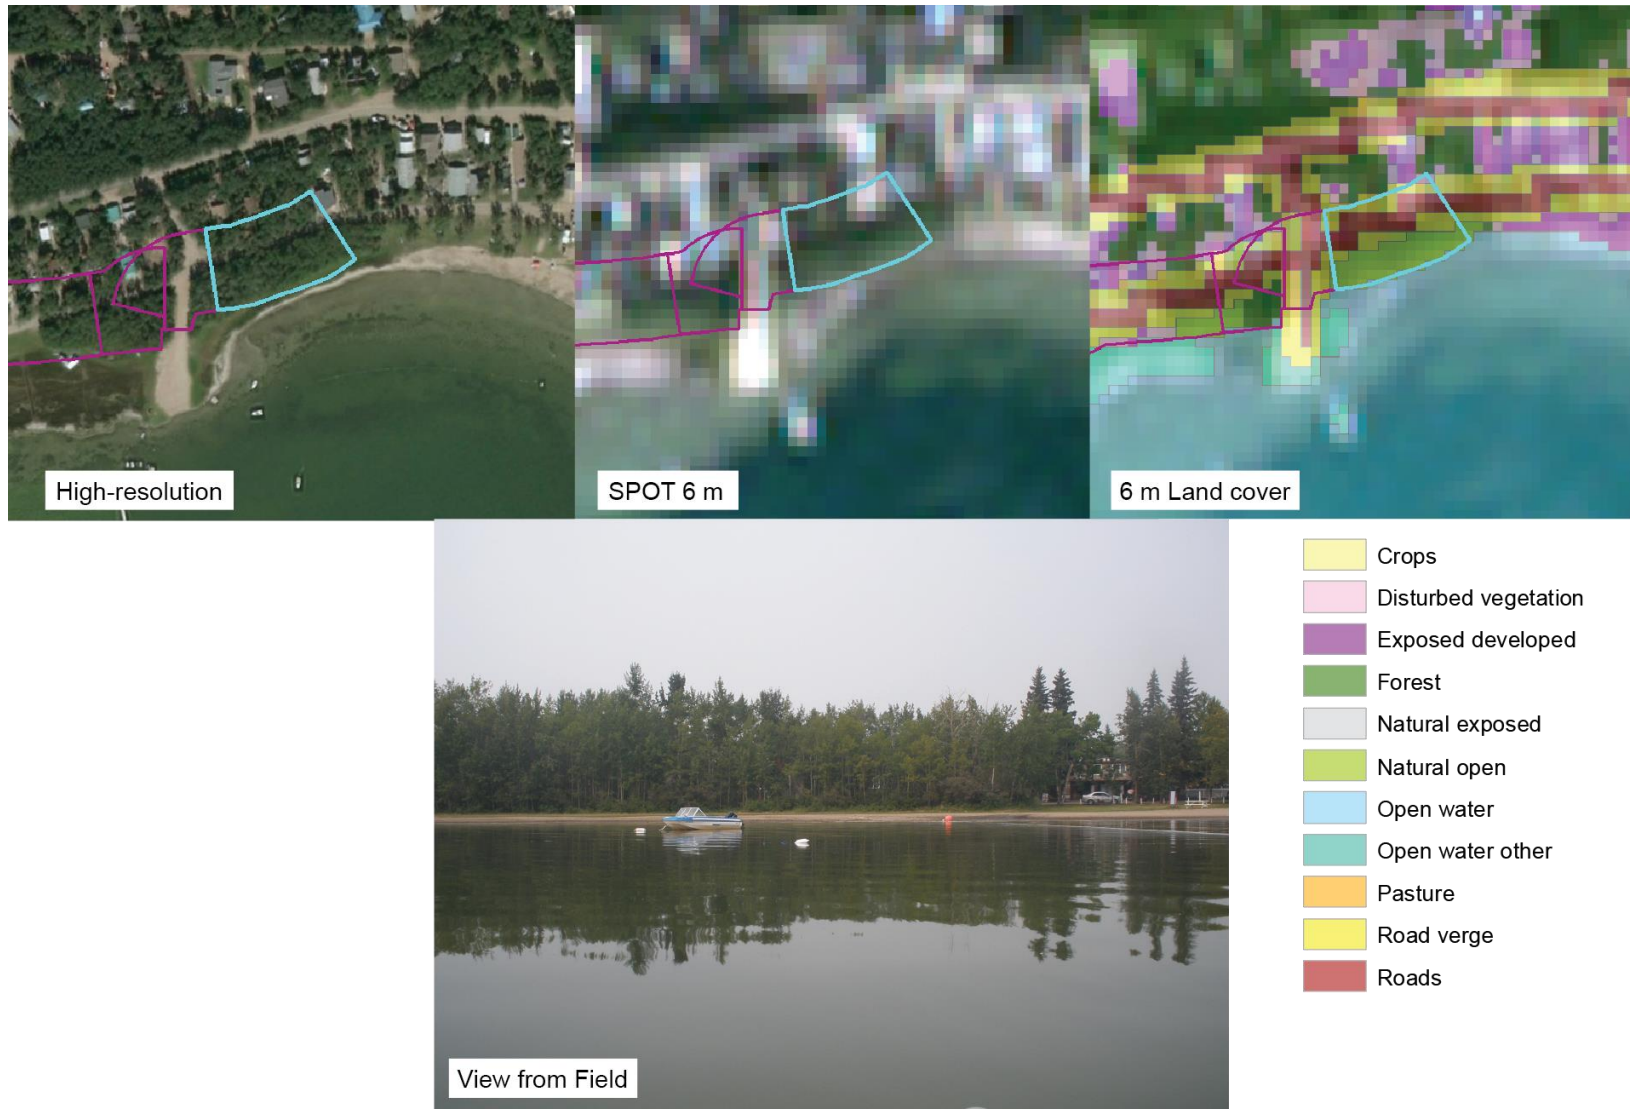 High-resolution
SPOT 6 m
6 m Land cover
Crops
Disturbed vegetation
Exposed developed
Forest
Natural exposed
Natural open
Open water
Open water other
Pasture
Road verge
Roads
View from Field